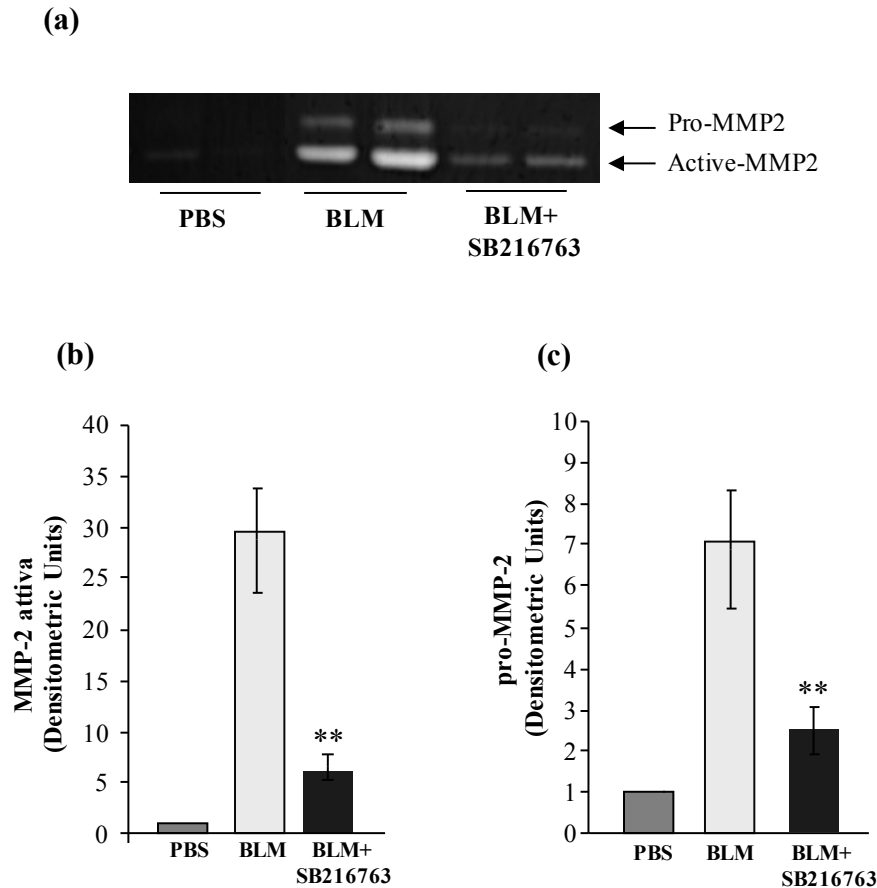 (a)
Pro-MMP2
Active-MMP2
PBS
BLM
BLM+
SB216763
(b)
MMP-2 attiva
(Densitometric Units)
40
35
30
25
20
15
10
5
0
**
PBS
BLM
BLM+
SB216763
(c)
pro-MMP-2
(Densitometric Units)
10
9
8
7
6
5
4
3
2
1
0
**
PBS
BLM
BLM+
SB216763